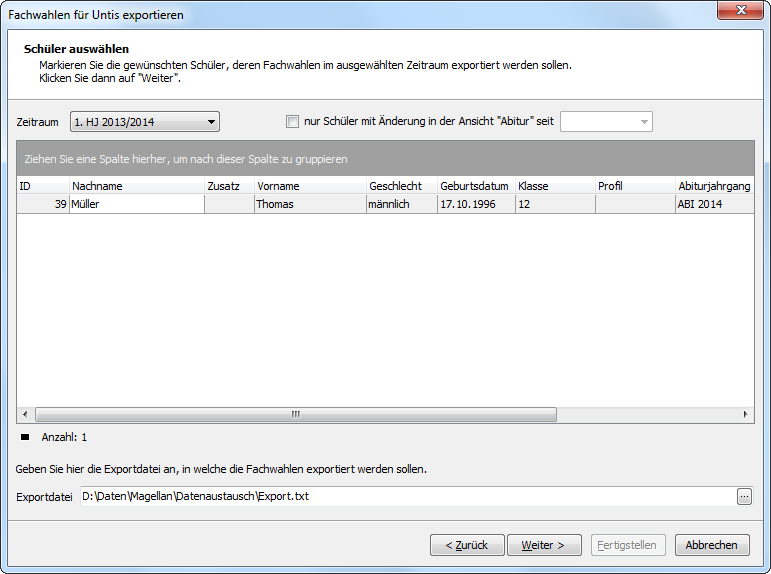 Fachwahlen für Untis exportieren
Schüler auswählen
Markieren Sie die gewünschten Schüler, deren Fachwahlen im ausgewählten Zeitraum exportiert werden sollen.
Klicken Sie dann auf "Weiter".
Zeitraum 1. HJ 2013/2014 nur Schüler mit Änderung in der Ansicht "Abitur" seit
Ziehen Sie eine Spalte hierher, um nach dieser Spalte zu gruppieren
ID Nachname Zusatz Vorname Geschlecht Geburtsdatum Klasse Profil Abiturjahrgang
39 Müller Thomas männlich 17.10.1996 12 ABI 2014
Anzahl: 1
Geben Sie hier die Exportdatei an, in welche die Fachwahlen exportiert werden sollen.
Exportdatei D:\Daten\Magellan\Datenaustausch\Export.txt ...
< Zurück Weiter > Fertigstellen Abbrechen